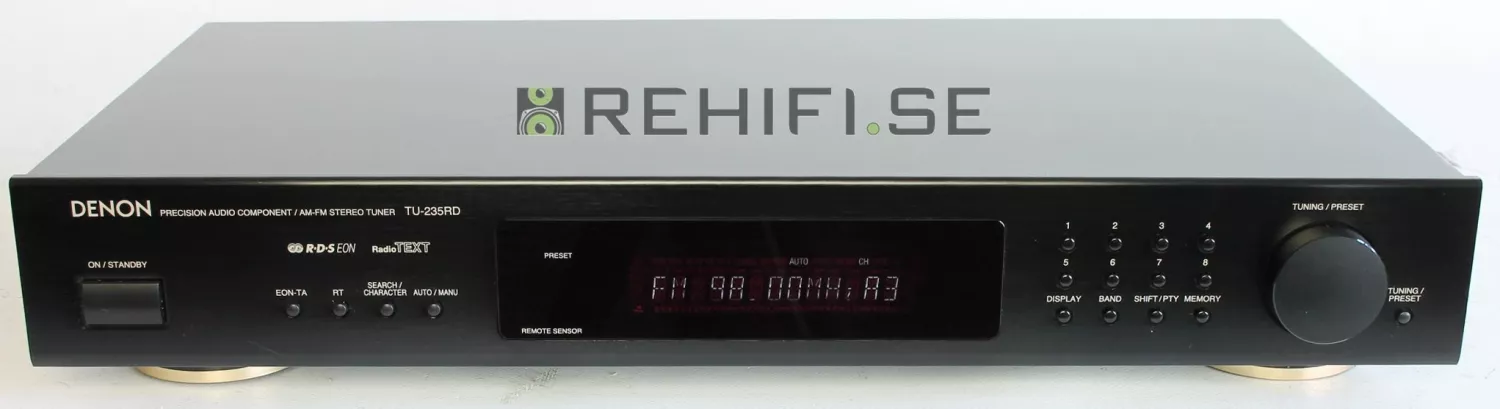 REHIFI.SE
DENON PRECISION AUDIO COMPONENT / AM-FM STEREO TUNER TU-235RD
R·D·S EON RadioTEXT
ON / STANDBY
EON-TA RT SEARCH / CHARACTER AUTO / MANU
PRESET AUTO CH
FM 98.00MHz A3
REMOTE SENSOR
1 2 3 4
5 6 7 8
DISPLAY BAND SHIFT/PTY MEMORY
TUNING / PRESET
TUNING /
PRESET